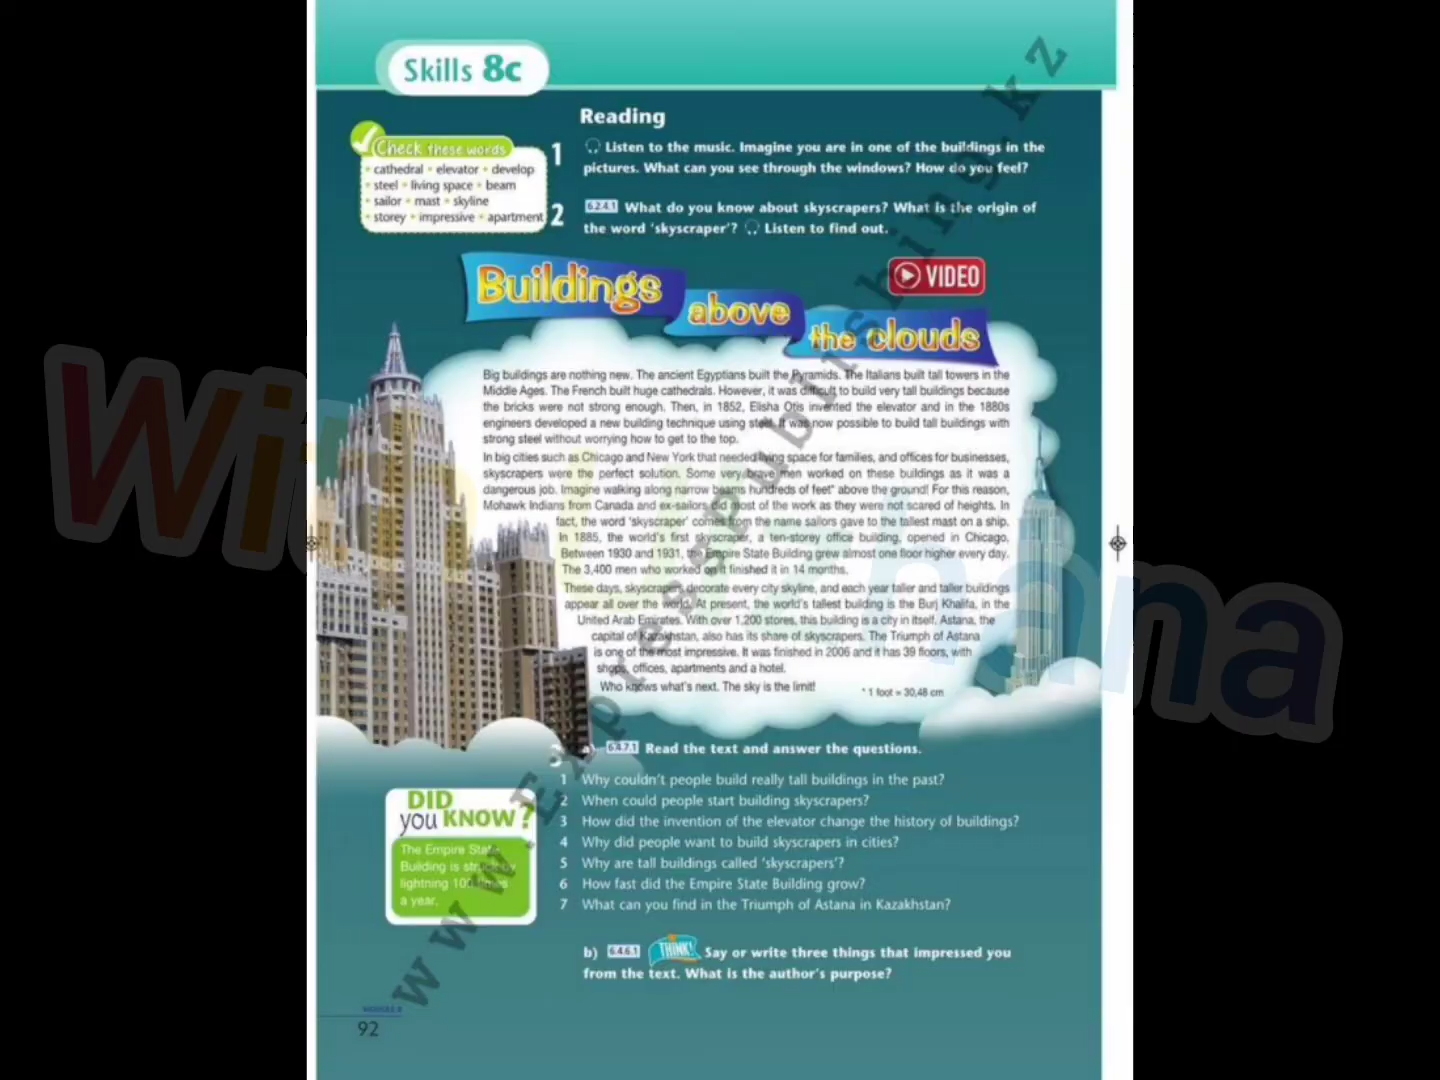 Skills 8c
Reading
Check these words
• cathedral • elevator • develop
• steel • living space • beam
• sailor • mast • skyline
• storey • impressive • apartment
1 Listen to the music. Imagine you are in one of the buildings in the
pictures. What can you see through the windows? How do you feel?
2 6.2.4.1 What do you know about skyscrapers? What is the origin of
the word ‘skyscraper’? Listen to find out.
Buildings
above
the clouds
VIDEO
Big buildings are nothing new. The ancient Egyptians built the Pyramids. The Italians built tall towers in the
Middle Ages. The French built huge cathedrals. However, it was difficult to build very tall buildings because
the bricks were not strong enough. Then, in 1852, Elisha Otis invented the elevator and in the 1880s
engineers developed a new building technique using steel. It was now possible to build tall buildings with
strong steel without worrying how to get to the top.
In big cities such as Chicago and New York that needed living space for families, and offices for businesses,
skyscrapers were the perfect solution. Some very brave men worked on these buildings as it was a
dangerous job. Imagine walking along narrow beams hundreds of feet* above the ground! For this reason,
Mohawk Indians from Canada and ex-sailors did most of the work as they were not scared of heights. In
fact, the word ‘skyscraper’ comes from the name sailors gave to the tallest mast on a ship.
In 1885, the world’s first skyscraper, a ten-storey office building, opened in Chicago.
Between 1930 and 1931, the Empire State Building grew almost one floor higher every day.
The 3,400 men who worked on it finished it in 14 months.
These days, skyscrapers decorate every city skyline, and each year taller and taller buildings
appear all over the world. At present, the world’s tallest building is the Burj Khalifa, in the
United Arab Emirates. With over 1,200 stores, this building is a city in itself. Astana, the
capital of Kazakhstan, also has its share of skyscrapers. The Triumph of Astana
is one of the most impressive. It was finished in 2006 and it has 39 floors, with
shops, offices, apartments and a hotel.
Who knows what’s next. The sky is the limit!
* 1 foot = 30,48 cm
3 a) 6.4.7.1 Read the text and answer the questions.
1 Why couldn’t people build really tall buildings in the past?
2 When could people start building skyscrapers?
3 How did the invention of the elevator change the history of buildings?
4 Why did people want to build skyscrapers in cities?
5 Why are tall buildings called ‘skyscrapers’?
6 How fast did the Empire State Building grow?
7 What can you find in the Triumph of Astana in Kazakhstan?
DID
you KNOW?
The Empire State
Building is struck by
lightning 100 times
a year.
b) 6.4.6.1 THINK! Say or write three things that impressed you
from the text. What is the author’s purpose?
MODULE 8
92
www.Expresspublishing.kz